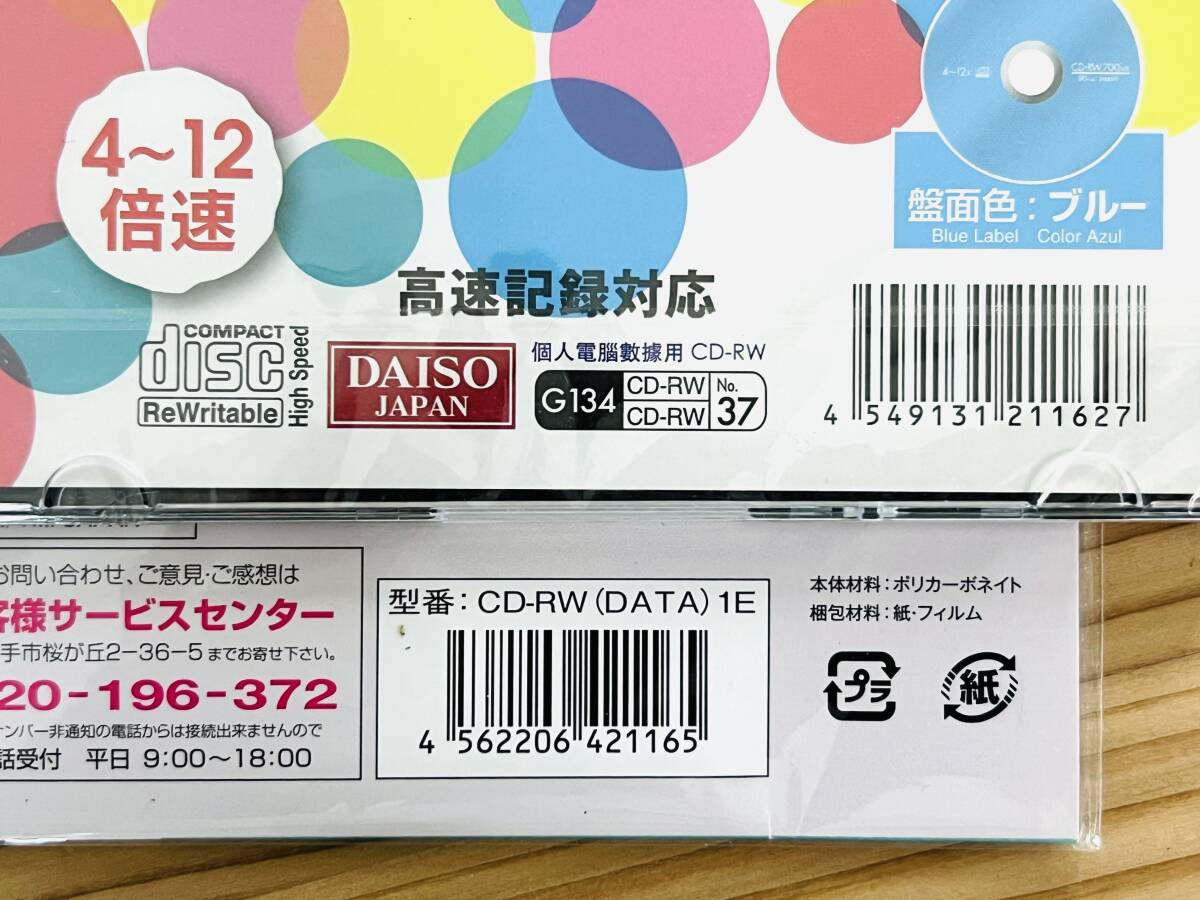 4~12
倍速
4~12x
CD-RW700MB
盤面色：ブルー
Blue Label Color Azul
高速記録対応
COMPACT
disc
ReWritable
High Speed
DAISO
JAPAN
個人電腦數據用 CD-RW
G134
CD-RW
CD-RW
No.
37
4 549131 211627
お問い合わせ、ご意見・ご感想は
客様サービスセンター
手市桜が丘2-36-5までお寄せ下さい。
20-196-372
ナンバー非通知の電話からは接続出来ませんので
話受付 平日 9:00～18:00
型番：CD-RW(DATA)1E
4 562206 421165
本体材料：ポリカーボネイト
梱包材料：紙・フィルム
プラ
紙